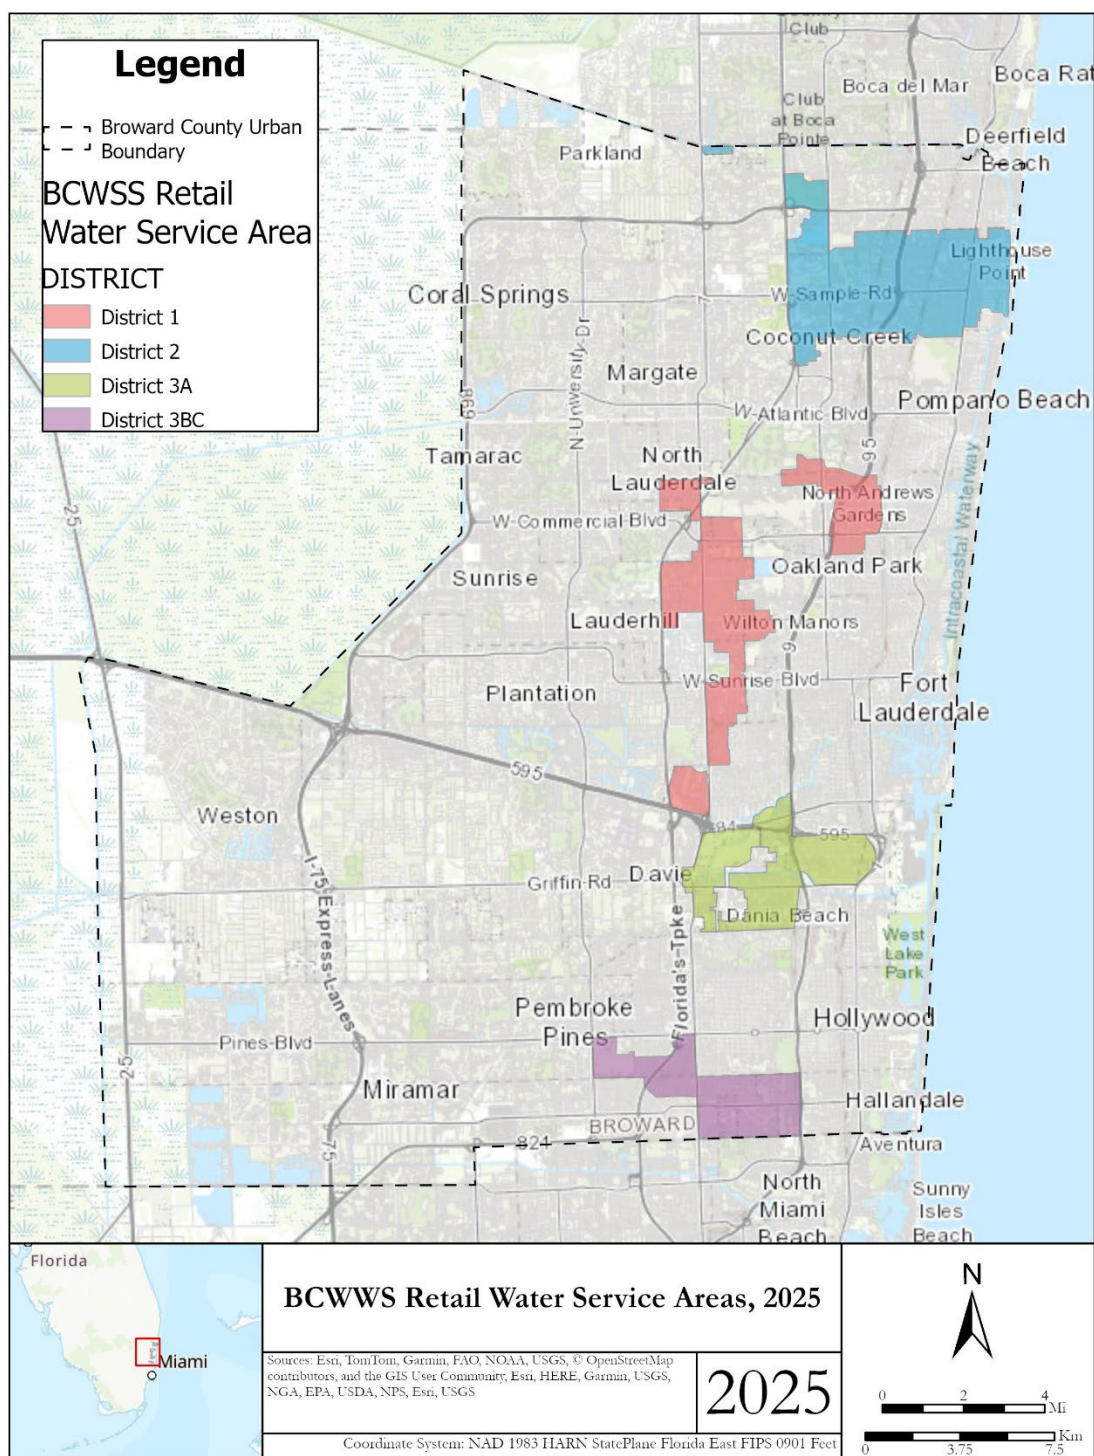 Legend
Broward County Urban
Boundary
BCWSS Retail
Water Service Area
DISTRICT
District 1
District 2
District 3A
District 3BC
Club
Boca del Mar
Boca Rat
Club
at Boca
Pointe
Deerfield
Beach
Parkland
Lighthouse
Point
Coral Springs
7
W-Sample-Rd
N-University-Dr
Coconut Creek
Margate
869
W-Atlantic-Blvd
Pompano Beach
95
Tamarac
North
Lauderdale
North Andrews
Gardens
25
W-Commercial-Blvd
Oakland Park
Intracoastal Waterway
Sunrise
Lauderhill
Wilton Manors
9
Plantation
W-Sunrise Blvd
Fort
Lauderdale
595
Weston
595
Davie
Griffin-Rd
Dania Beach
I-75-Express-Lanes
Florida's-Tpke
West
Lake
Park
Pembroke
Pines
Hollywood
Pines-Blvd
25
Miramar
Hallandale
BROWARD
824
75
Aventura
North
Miami
Beach
Sunny
Isles
Beach
Florida
Miami
BCWWS Retail Water Service Areas, 2025
Sources: Esri, TomTom, Garmin, FAO, NOAA, USGS, © OpenStreetMap
contributors, and the GIS User Community, Esri, HERE, Garmin, USGS,
NGA, EPA, USDA, NPS, Esri, USGS
2025
Coordinate System: NAD 1983 HARN StatePlane Florida East FIPS 0901 Feet
N
0 2 4
Mi
Km
0 3.75 7.5